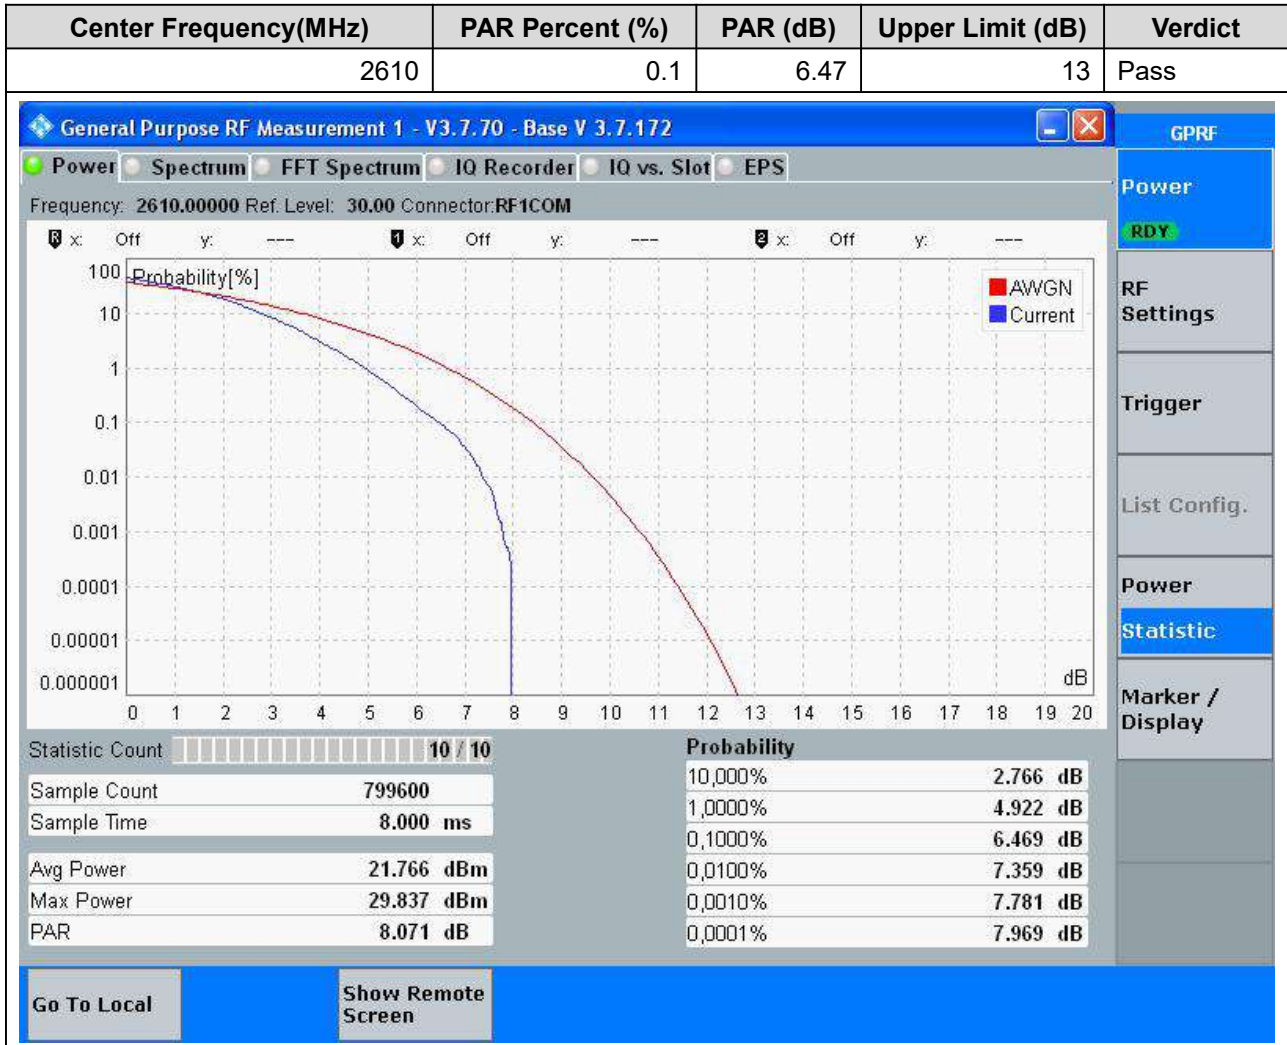 Center Frequency(MHz) PAR Percent (%) PAR (dB) Upper Limit (dB) Verdict
2610 0.1 6.47 13 Pass
General Purpose RF Measurement 1 - V3.7.70 - Base V 3.7.172
GPRF
Power Spectrum FFT Spectrum IQ Recorder IQ vs. Slot EPS
Frequency: 2610.00000 Ref. Level: 30.00 Connector:RF1COM
R x: Off y: --- 1 x: Off y: --- 2 x: Off y: ---
Probability[%]
AWGN
Current
100
10
1
0.1
0.01
0.001
0.0001
0.00001
0.000001
dB
0 1 2 3 4 5 6 7 8 9 10 11 12 13 14 15 16 17 18 19 20
Statistic Count 10 / 10
Sample Count 799600
Sample Time 8.000 ms
Avg Power 21.766 dBm
Max Power 29.837 dBm
PAR 8.071 dB
Probability
10,000% 2.766 dB
1,0000% 4.922 dB
0,1000% 6.469 dB
0,0100% 7.359 dB
0,0010% 7.781 dB
0,0001% 7.969 dB
Power
RDY
RF
Settings
Trigger
List Config.
Power
Statistic
Marker /
Display
Go To Local
Show Remote
Screen